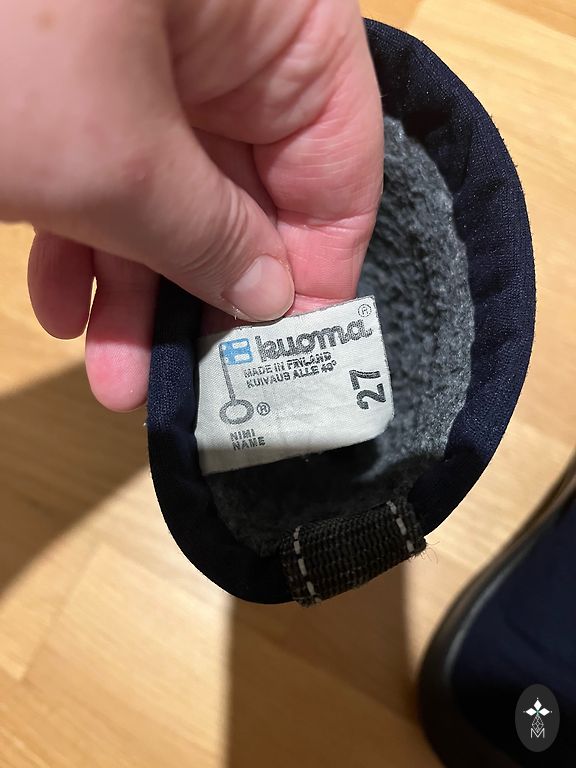 kuoma®
MADE IN FINLAND
KUIVAUS ALLE 40°
27
®
NIMI
NAME
M